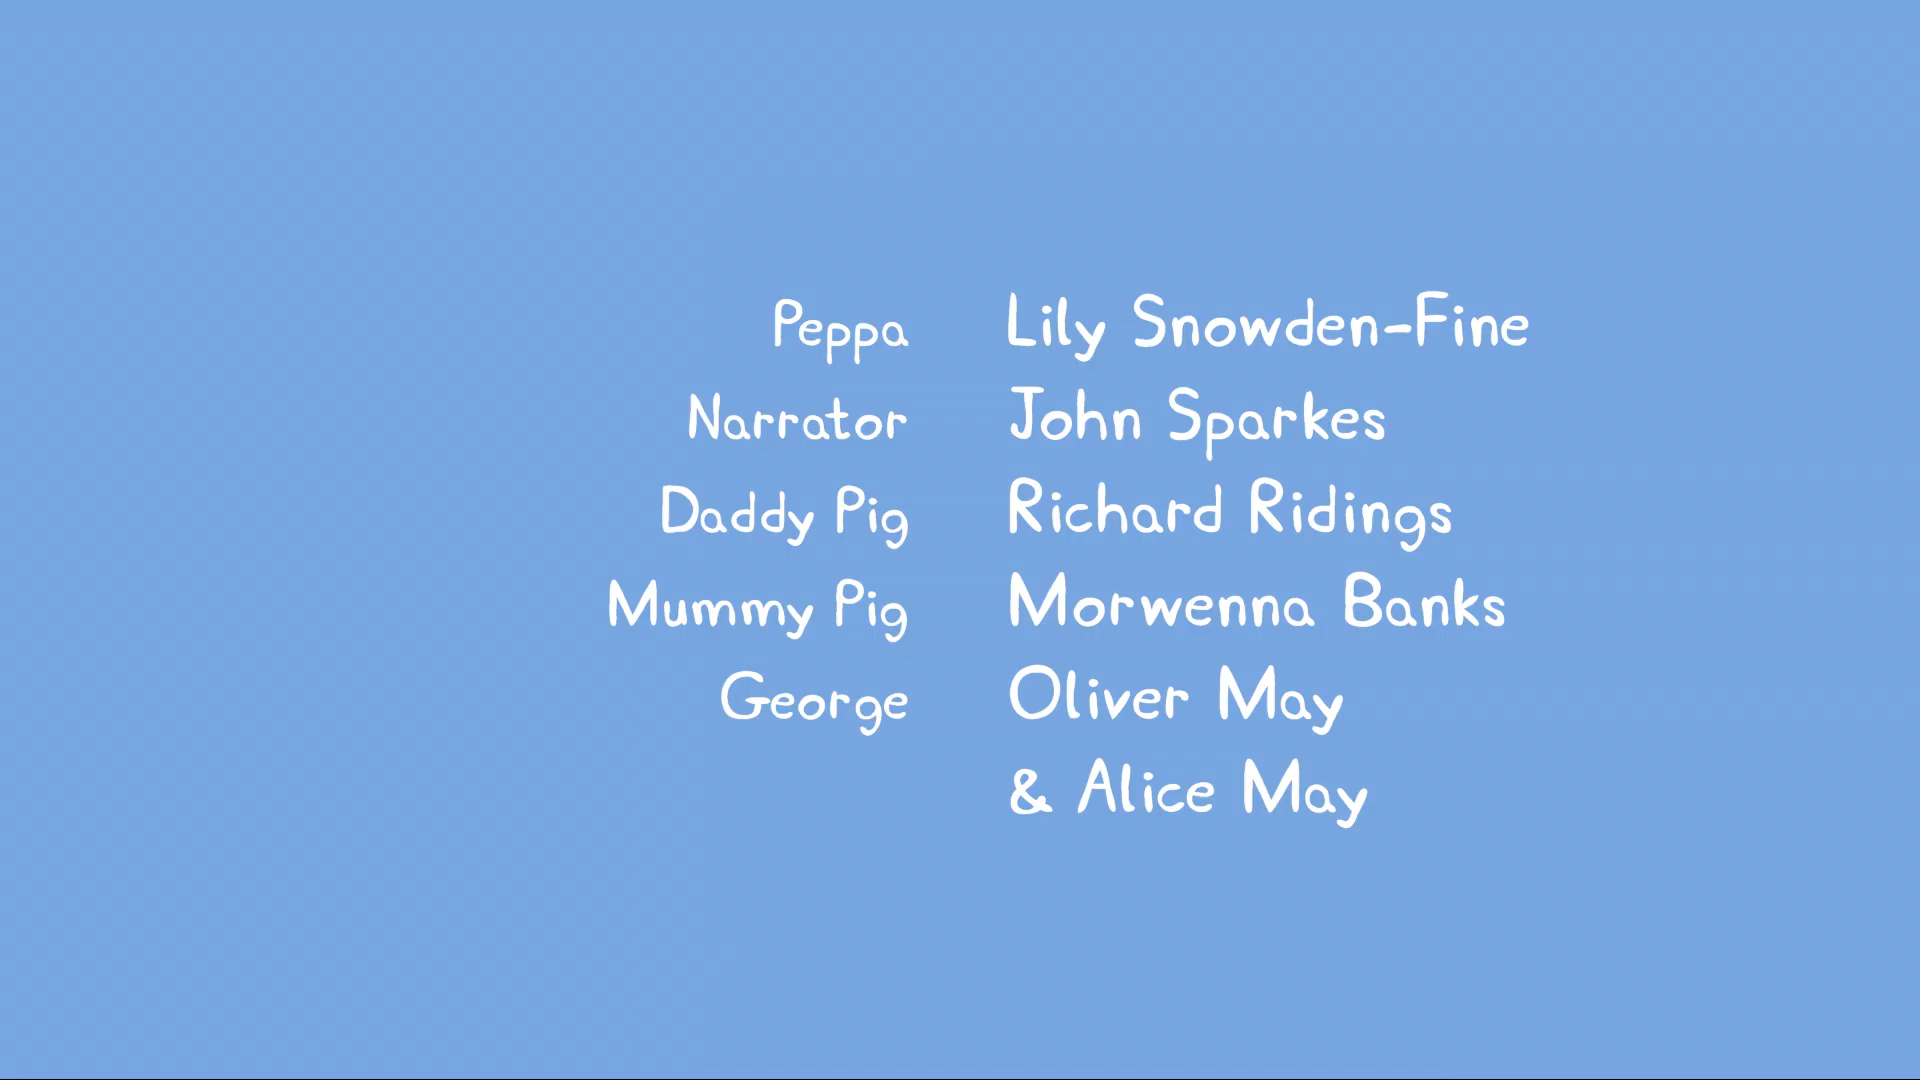 Peppa Lily Snowden-Fine
Narrator John Sparkes
Daddy Pig Richard Ridings
Mummy Pig Morwenna Banks
George Oliver May
& Alice May